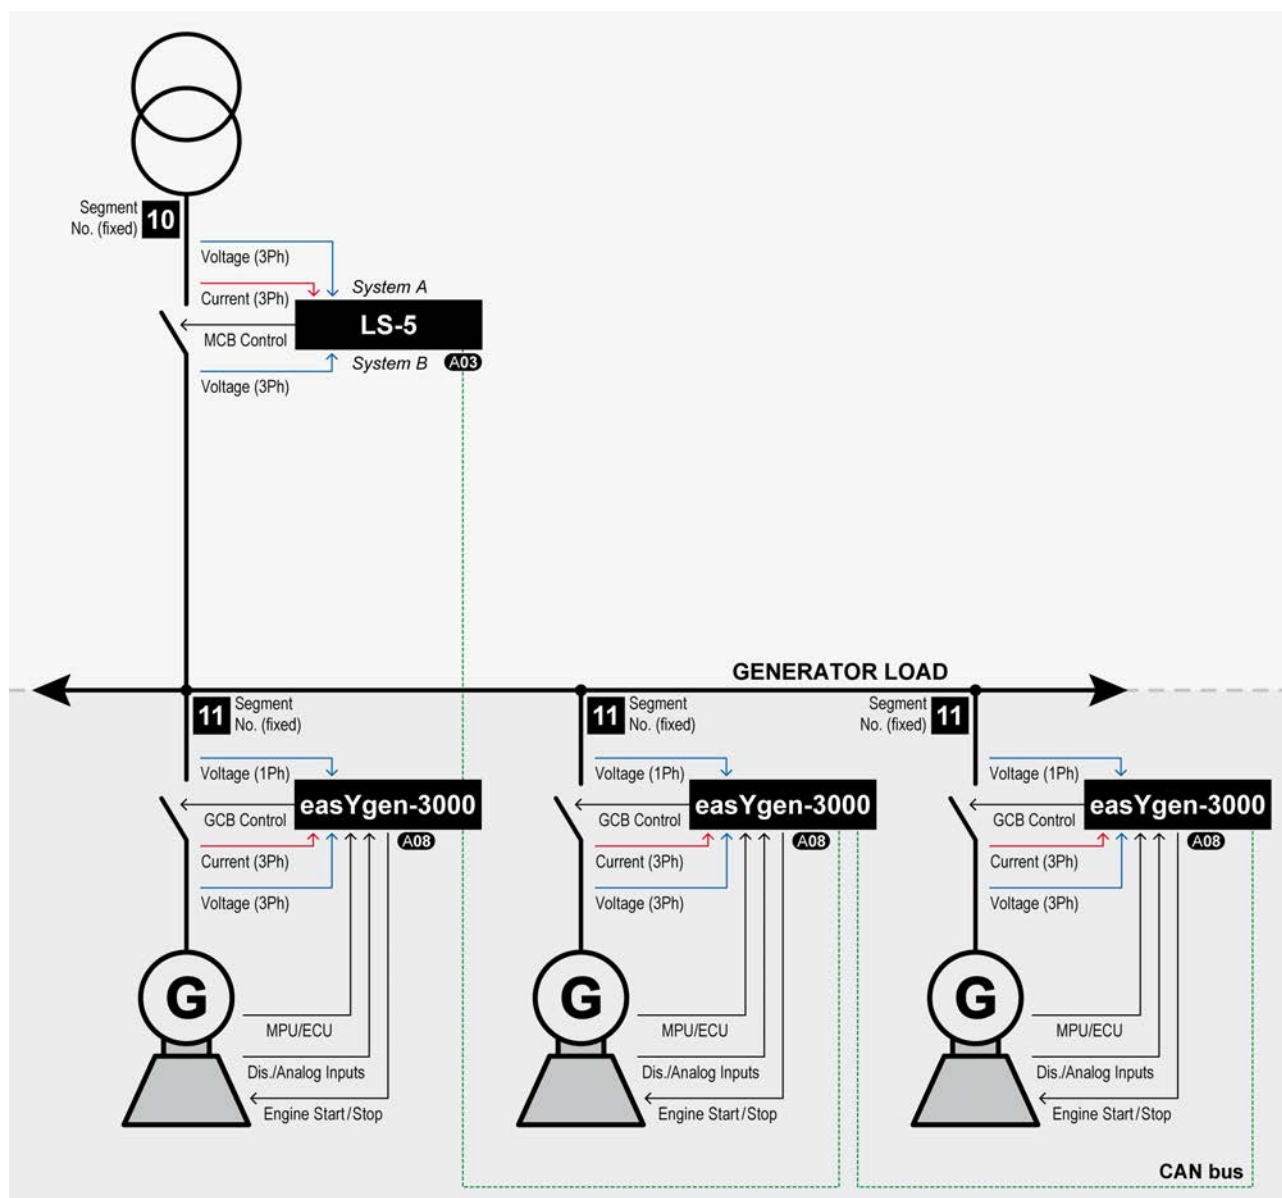 Segment
No. (fixed)
10
Voltage (3Ph)
Current (3Ph)
System A
LS-5
MCB Control
System B
A03
Voltage (3Ph)
GENERATOR LOAD
11
Segment
No. (fixed)
11
Segment
No. (fixed)
Segment
No. (fixed)
11
Voltage (1Ph)
Voltage (1Ph)
Voltage (1Ph)
easYgen-3000
easYgen-3000
easYgen-3000
GCB Control
GCB Control
GCB Control
A08
A08
A08
Current (3Ph)
Current (3Ph)
Current (3Ph)
Voltage (3Ph)
Voltage (3Ph)
Voltage (3Ph)
G
G
G
MPU/ECU
MPU/ECU
MPU/ECU
Dis./Analog Inputs
Dis./Analog Inputs
Dis./Analog Inputs
Engine Start/Stop
Engine Start/Stop
Engine Start/Stop
CAN bus